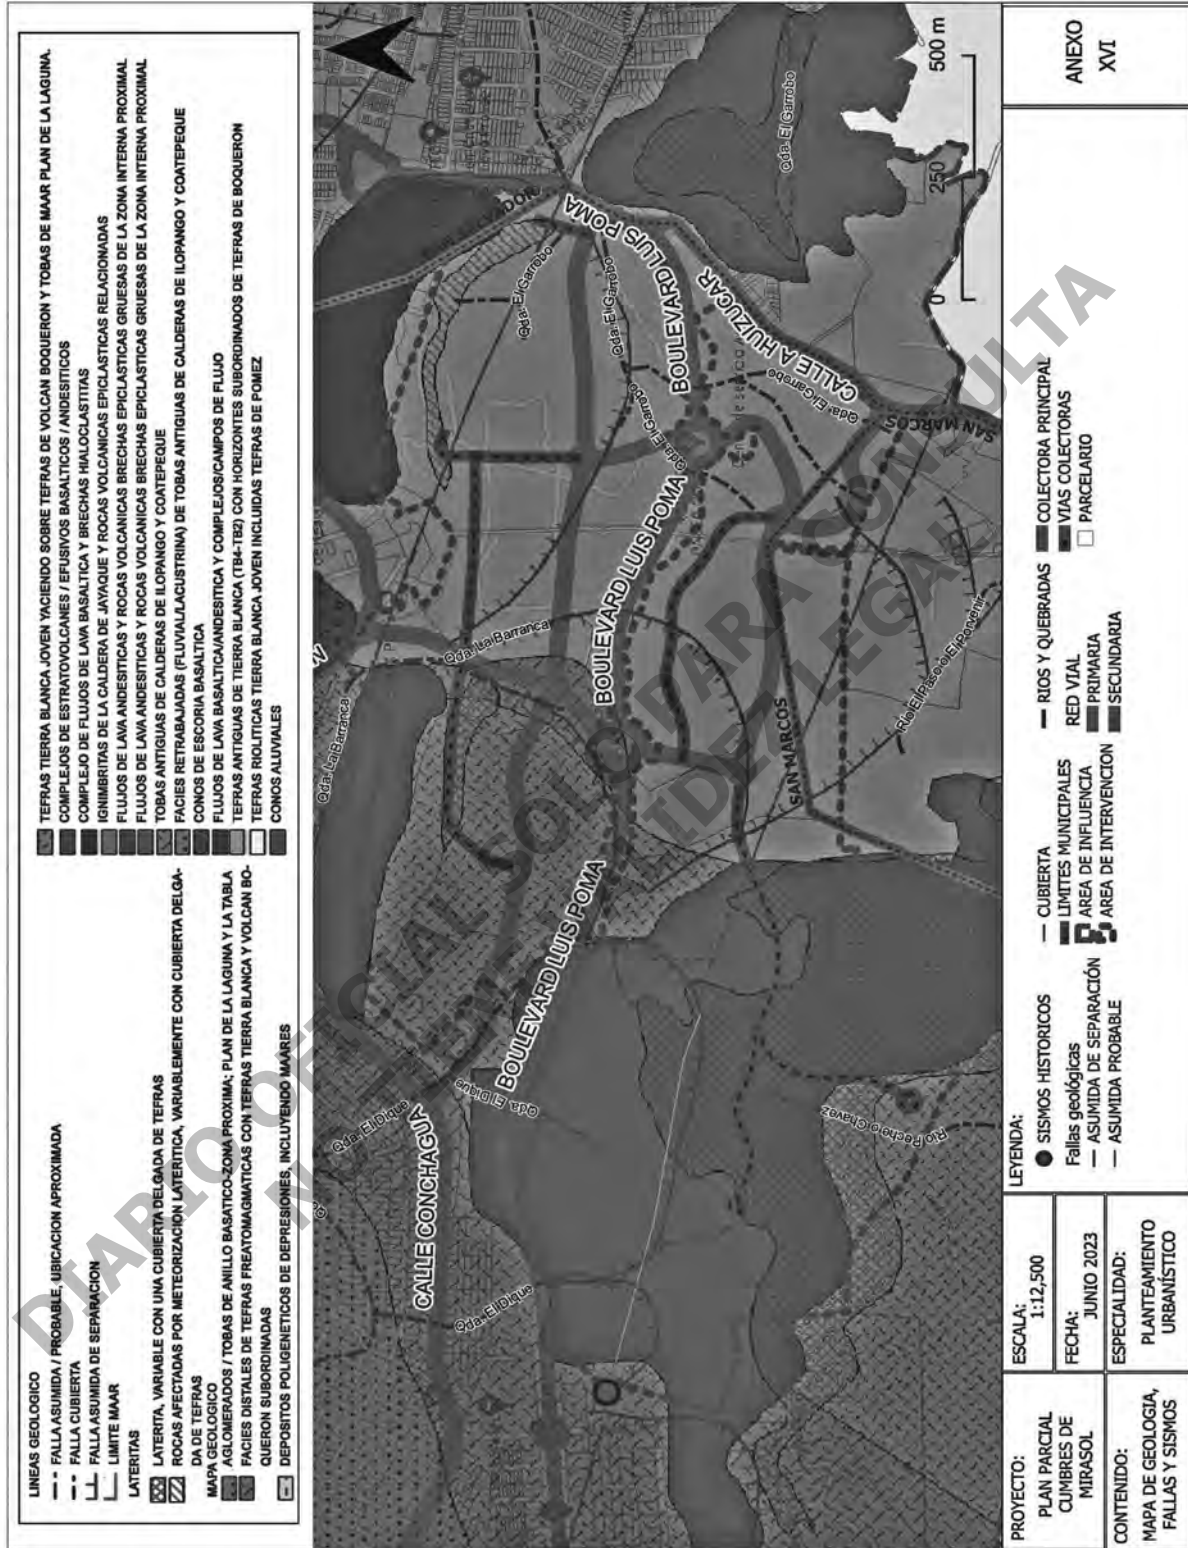 LINEAS GEOLOGICO
FALLA ASUMIDA / PROBABLE, UBICACION APROXIMADA
FALLA CUBIERTA
FALLA ASUMIDA DE SEPARACION
LIMITE MAAR
LATERITAS
LATERITA, VARIABLE CON UNA CUBIERTA DELGADA DE TEFRAS
ROCAS AFECTADAS POR METEORIZACION LATERITICA, VARIABLEMENTE CON CUBIERTA DELGA-
DA DE TEFRAS
MAPA GEOLOGICO
AGLOMERADOS / TOBAS DE ANILLO BASATICO-ZONA PROXIMA; PLAN DE LA LAGUNA Y LA TABLA
FACIES DISTALES DE TEFRAS FREATOMAGMATICAS CON TEFRAS TIERRA BLANCA Y VOLCAN BO-
QUERON SUBORDINADAS
DEPOSITOS POLIGENETICOS DE DEPRESIONES, INCLUYENDO MAARES
TEFRAS TIERRA BLANCA JOVEN YACIENDO SOBRE TEFRAS DE VOLCAN BOQUERON Y TOBAS DE MAAR PLAN DE LA LAGUNA.
COMPLEJOS DE ESTRATOVOLCANES / EFUSIVOS BASALTICOS / ANDESITICOS
COMPLEJO DE FLUJOS DE LAVA BASALTICA Y BRECHAS HIALOCLASTITAS
IGNIMBRITAS DE LA CALDERA DE JAYAQUE Y ROCAS VOLCANICAS EPICLASTICAS RELACIONADAS
FLUJOS DE LAVA ANDESITICAS Y ROCAS VOLCANICAS BRECHAS EPICLASTICAS GRUESAS DE LA ZONA INTERNA PROXIMAL
FLUJOS DE LAVA ANDESITICAS Y ROCAS VOLCANICAS BRECHAS EPICLASTICAS GRUESAS DE LA ZONA INTERNA PROXIMAL
TOBAS ANTIGUAS DE CALDERAS DE ILOPANGO Y COATEPEQUE
FACIES RETRABAJADAS (FLUVIAL/LACUSTRINA) DE TOBAS ANTIGUAS DE CALDERAS DE ILOPANGO Y COATEPEQUE
CONOS DE ESCORIA BASALTICA
FLUJOS DE LAVA BASALTICA/ANDESITICA Y COMPLEJOS/CAMPOS DE FLUJO
TEFRAS ANTIGUAS DE TIERRA BLANCA (TB4-TB2) CON HORIZONTES SUBORDINADOS DE TEFRAS DE BOQUERON
TEFRAS RIOLITICAS TIERRA BLANCA JOVEN INCLUIDAS TEFRAS DE POMEZ
CONOS ALUVIALES
DIARIO OFICIAL SOLO PARA CONSULTA
Qda. El Dique
CALLE CONCHAGUA
Qda. El Dique
Qda. El Dique
BOULEVARD LUIS POMA
Qda. La Barranca
Qda. La Barranca
BOULEVARD LUIS POMA
Qda. El Garrobo
Qda. El Garrobo
Qda. El Garrobo
Qda. El Garrobo
Qda. El Garrobo
Qda. El Garrobo
BOULEVARD LUIS POMA
CALLE A HUIZUCAR
SAN MARCOS
SAN MARCOS
Río El Paso o El Porvenir
Río Peche o Chavez
0 250 500 m
PROYECTO:
PLAN PARCIAL
CUMBRES DE
MIRASOL
CONTENIDO:
MAPA DE GEOLOGIA,
FALLAS Y SISMOS
ESCALA:
1:12,500
FECHA:
JUNIO 2023
ESPECIALIDAD:
PLANTEAMIENTO
URBANÍSTICO
LEYENDA:
SISMOS HISTORICOS
Fallas geológicas
ASUMIDA DE SEPARACIÓN
ASUMIDA PROBABLE
CUBIERTA
LIMITES MUNICIPALES
AREA DE INFLUENCIA
AREA DE INTERVENCION
RIOS Y QUEBRADAS
RED VIAL
PRIMARIA
SECUNDARIA
COLECTORA PRINCIPAL
VIAS COLECTORAS
PARCELARIO
ANEXO
XVI